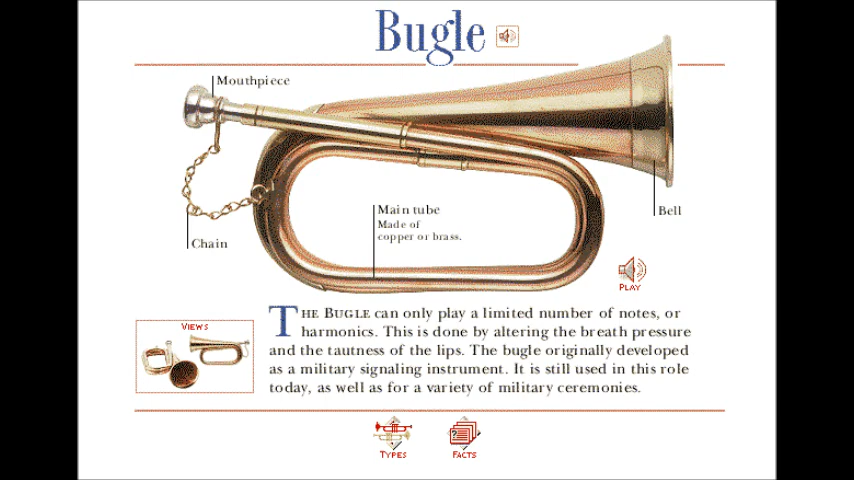 Bugle
Mouthpiece
Main tube
Made of
copper or brass.
Bell
Chain
PLAY
VIEWS
THE BUGLE can only play a limited number of notes, or
harmonics. This is done by altering the breath pressure
and the tautness of the lips. The bugle originally developed
as a military signaling instrument. It is still used in this role
today, as well as for a variety of military ceremonies.
TYPES
?
FACTS